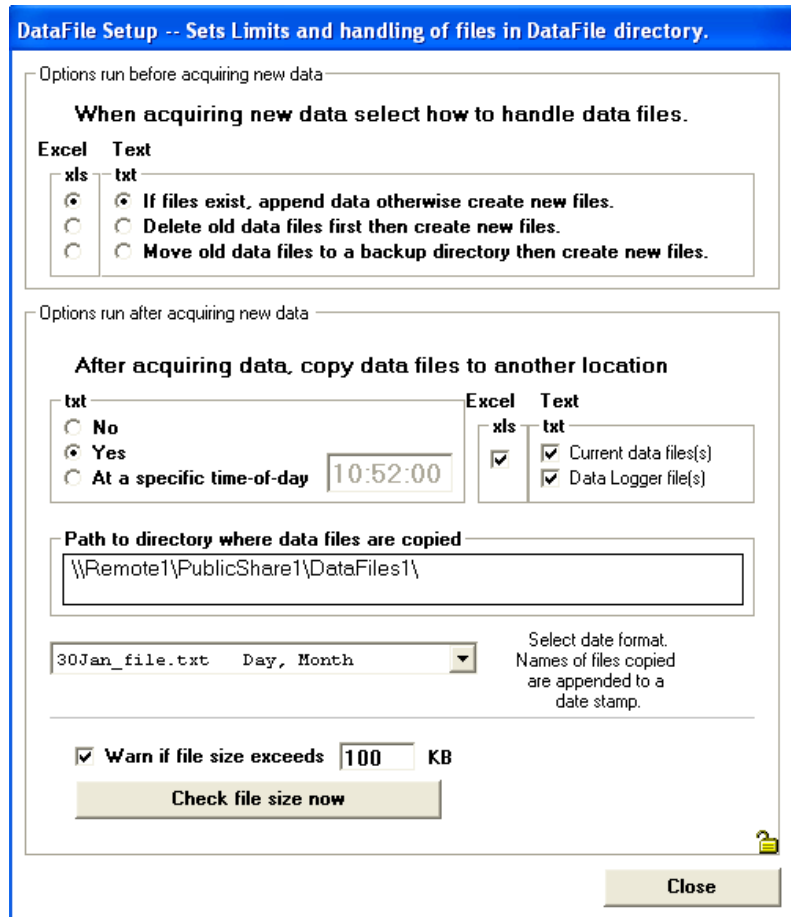 DataFile Setup -- Sets Limits and handling of files in DataFile directory.
Options run before acquiring new data
When acquiring new data select how to handle data files.
Excel Text
xls txt
If files exist, append data otherwise create new files.
Delete old data files first then create new files.
Move old data files to a backup directory then create new files.
Options run after acquiring new data
After acquiring data, copy data files to another location
txt
No
Yes
At a specific time-of-day 10:52:00
Excel Text
xls txt
Current data files(s)
Data Logger file(s)
Path to directory where data files are copied
\\Remote1\PublicShare1\DataFiles1\
30Jan_file.txt Day, Month
Select date format.
Names of files copied
are appended to a
date stamp.
Warn if file size exceeds 100 KB
Check file size now
Close